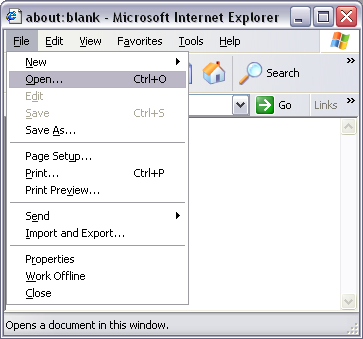 about:blank - Microsoft Internet Explorer
File Edit View Favorites Tools Help
New
Open... Ctrl+O
Edit
Save Ctrl+S
Save As...
Page Setup...
Print... Ctrl+P
Print Preview...
Send
Import and Export...
Properties
Work Offline
Close
Search
Go Links
Opens a document in this window.